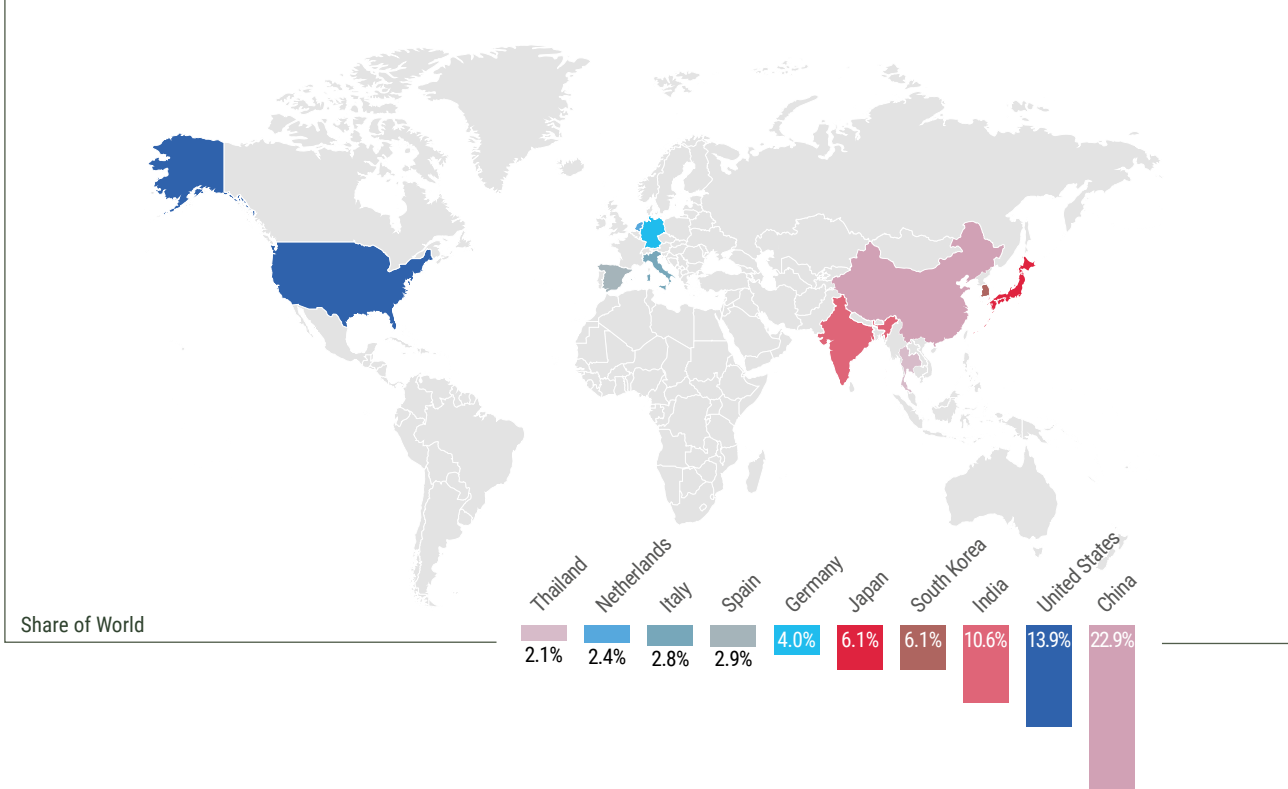 Share of World
Thailand
Netherlands
Italy
Spain
Germany
Japan
South Korea
India
United States
China
2.1%
2.4%
2.8%
2.9%
4.0%
6.1%
6.1%
10.6%
13.9%
22.9%